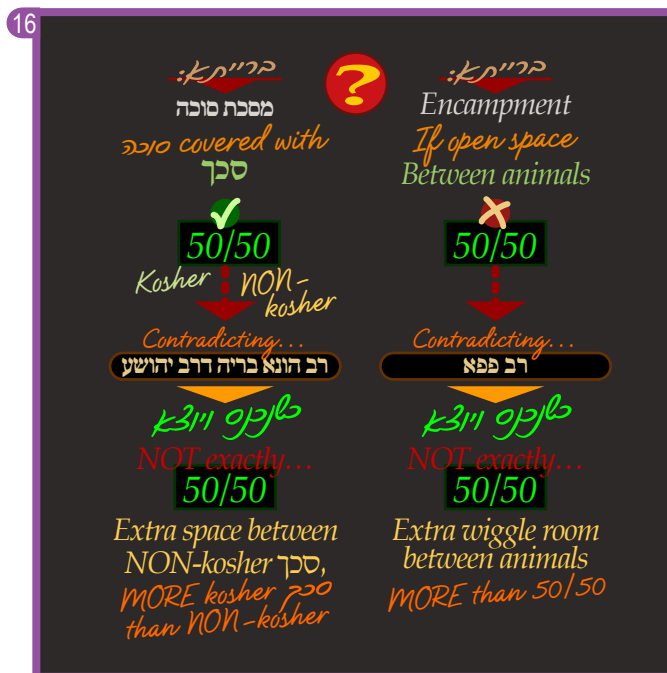 16
ברייתא:
מסכת סוכה
סוכה covered with
סכך
50/50
Kosher
NON-
kosher
Contradicting...
רב הונא בריה דרב יהושע
כשנכנס ויוצא
NOT exactly...
50/50
Extra space between
NON-kosher סכך,
MORE kosher סכך
than NON-kosher
?
ברייתא:
Encampment
If open space
Between animals
50/50
Contradicting...
רב פפא
כשנכנס ויוצא
NOT exactly...
50/50
Extra wiggle room
between animals
MORE than 50/50